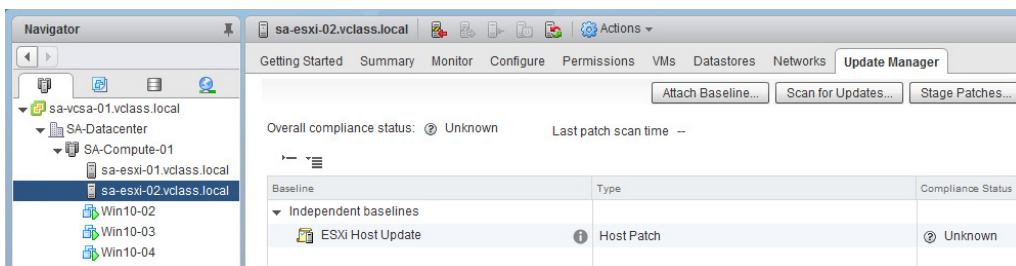 Navigator
sa-esxi-02.vclass.local Actions
Getting Started Summary Monitor Configure Permissions VMs Datastores Networks Update Manager
Attach Baseline... Scan for Updates... Stage Patches...
sa-vcsa-01.vclass.local
SA-Datacenter
SA-Compute-01
sa-esxi-01.vclass.local
sa-esxi-02.vclass.local
Win10-02
Win10-03
Win10-04
Overall compliance status: Unknown Last patch scan time --
Baseline Type Compliance Status
Independent baselines
ESXi Host Update Host Patch Unknown